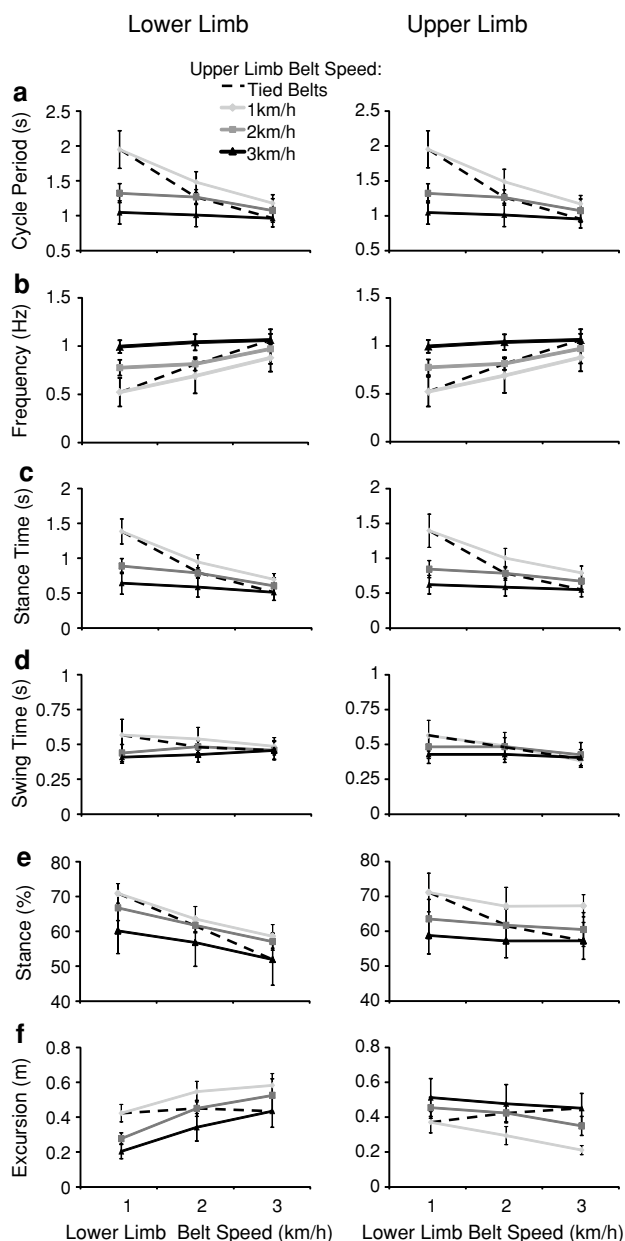 Lower Limb Upper Limb
Upper Limb Belt Speed:
Tied Belts
1km/h
2km/h
3km/h
a
Cycle Period (s)
2.5 2.5
2 2
1.5 1.5
1 1
0.5 0.5
b
Frequency (Hz)
1.5 1.5
1 1
0.5 0.5
0 0
c
Stance Time (s)
2 2
1.5 1.5
1 1
0.5 0.5
0 0
d
Swing Time (s)
1 1
0.75 0.75
0.5 0.5
0.25 0.25
0 0
e
Stance (%)
80 80
70 70
60 60
50 50
40 40
f
Excursion (m)
0.8 0.8
0.6 0.6
0.4 0.4
0.2 0.2
0 0
1 2 3 1 2 3
Lower Limb Belt Speed (km/h) Lower Limb Belt Speed (km/h)